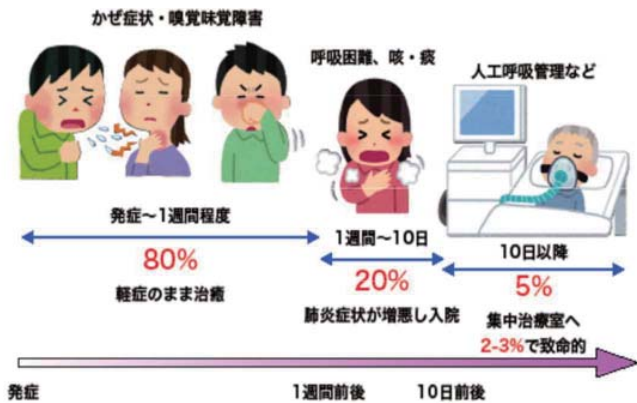 かぜ症状・嗅覚味覚障害
呼吸困難、咳・痰
人工呼吸管理など
発症〜1週間程度
80%
軽症のまま治癒
1週間〜10日
20%
肺炎症状が増悪し入院
10日以降
5%
集中治療室へ
2-3%で致命的
発症
1週間前後
10日前後